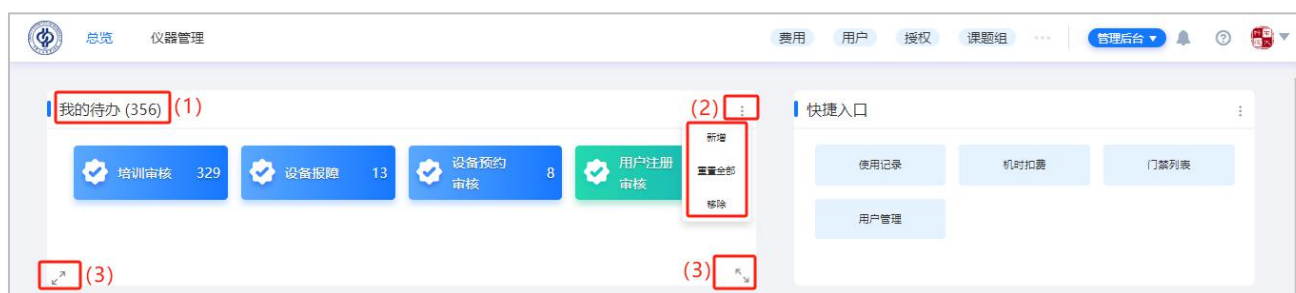 总览 仪器管理 费用 用户 授权 课题组 ... 管理后台 ▼
我的待办 (356) (1) (2) 快捷入口
新增
培训审核 329 设备报障 13 设备预约审核 8 用户注册审核
重置全部
移除
使用记录 机时扣费 门禁列表
用户管理
(3) (3)